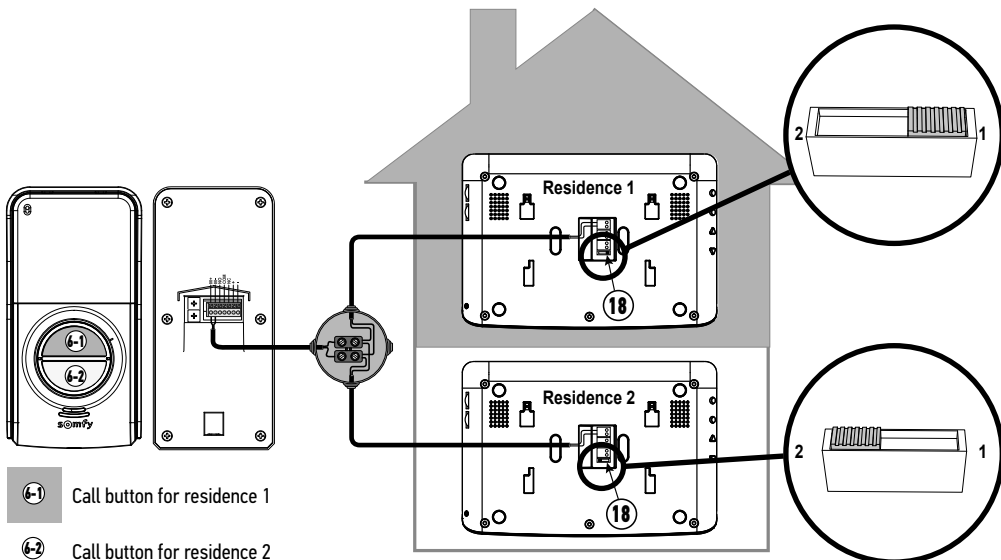 Residence 1
2
1
18
6-1
6-2
somfy
Residence 2
2
1
18
6-1 Call button for residence 1
6-2 Call button for residence 2